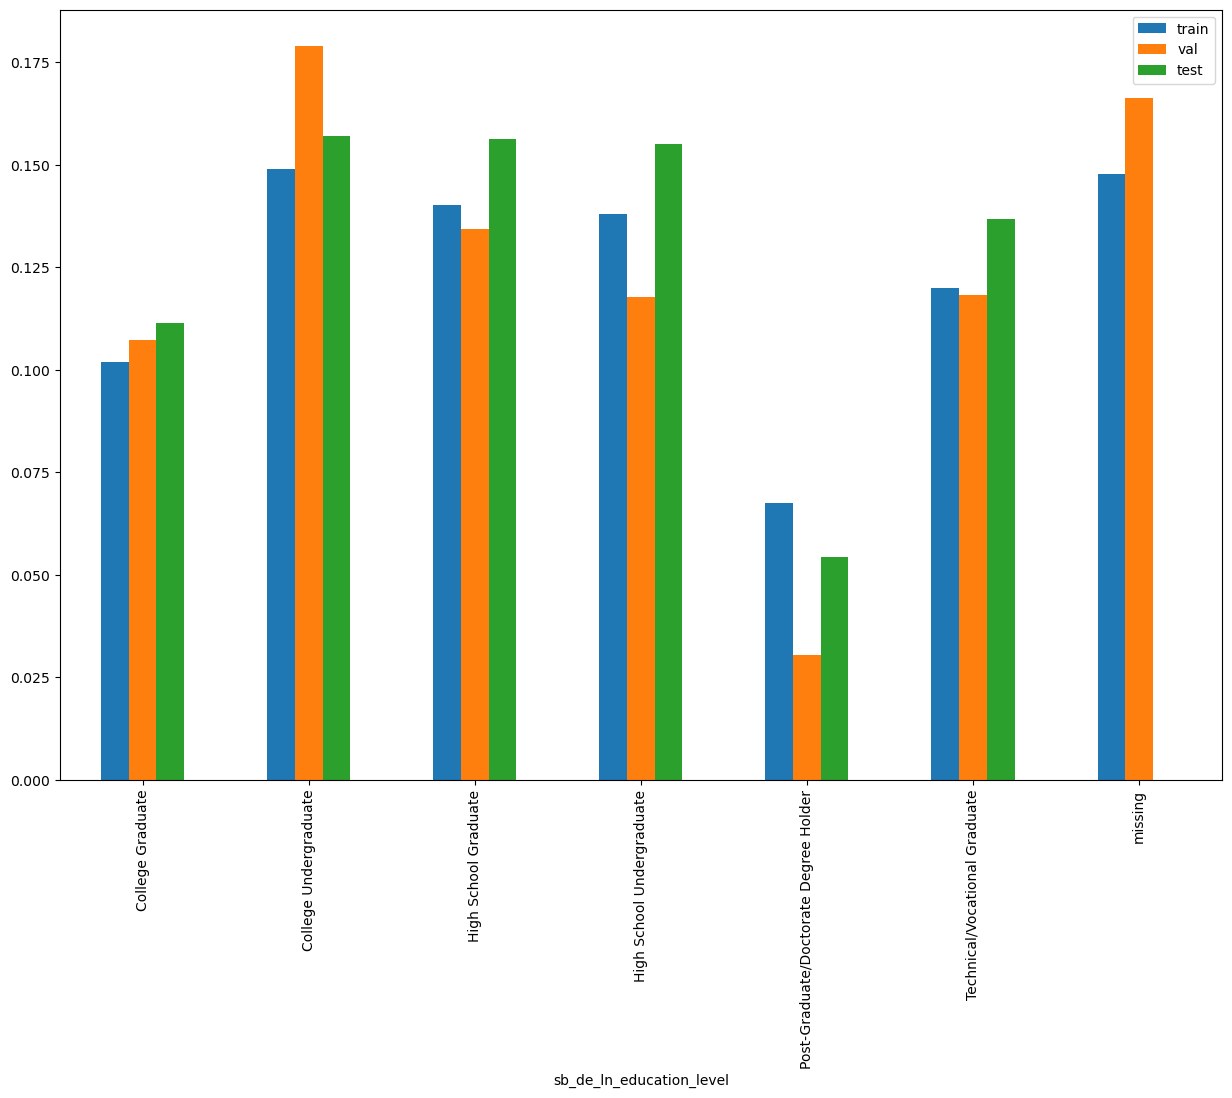 train
val
test
0.175
0.150
0.125
0.100
0.075
0.050
0.025
0.000
College Graduate
College Undergraduate
High School Graduate
High School Undergraduate
Post-Graduate/Doctorate Degree Holder
Technical/Vocational Graduate
missing
sb_de_ln_education_level